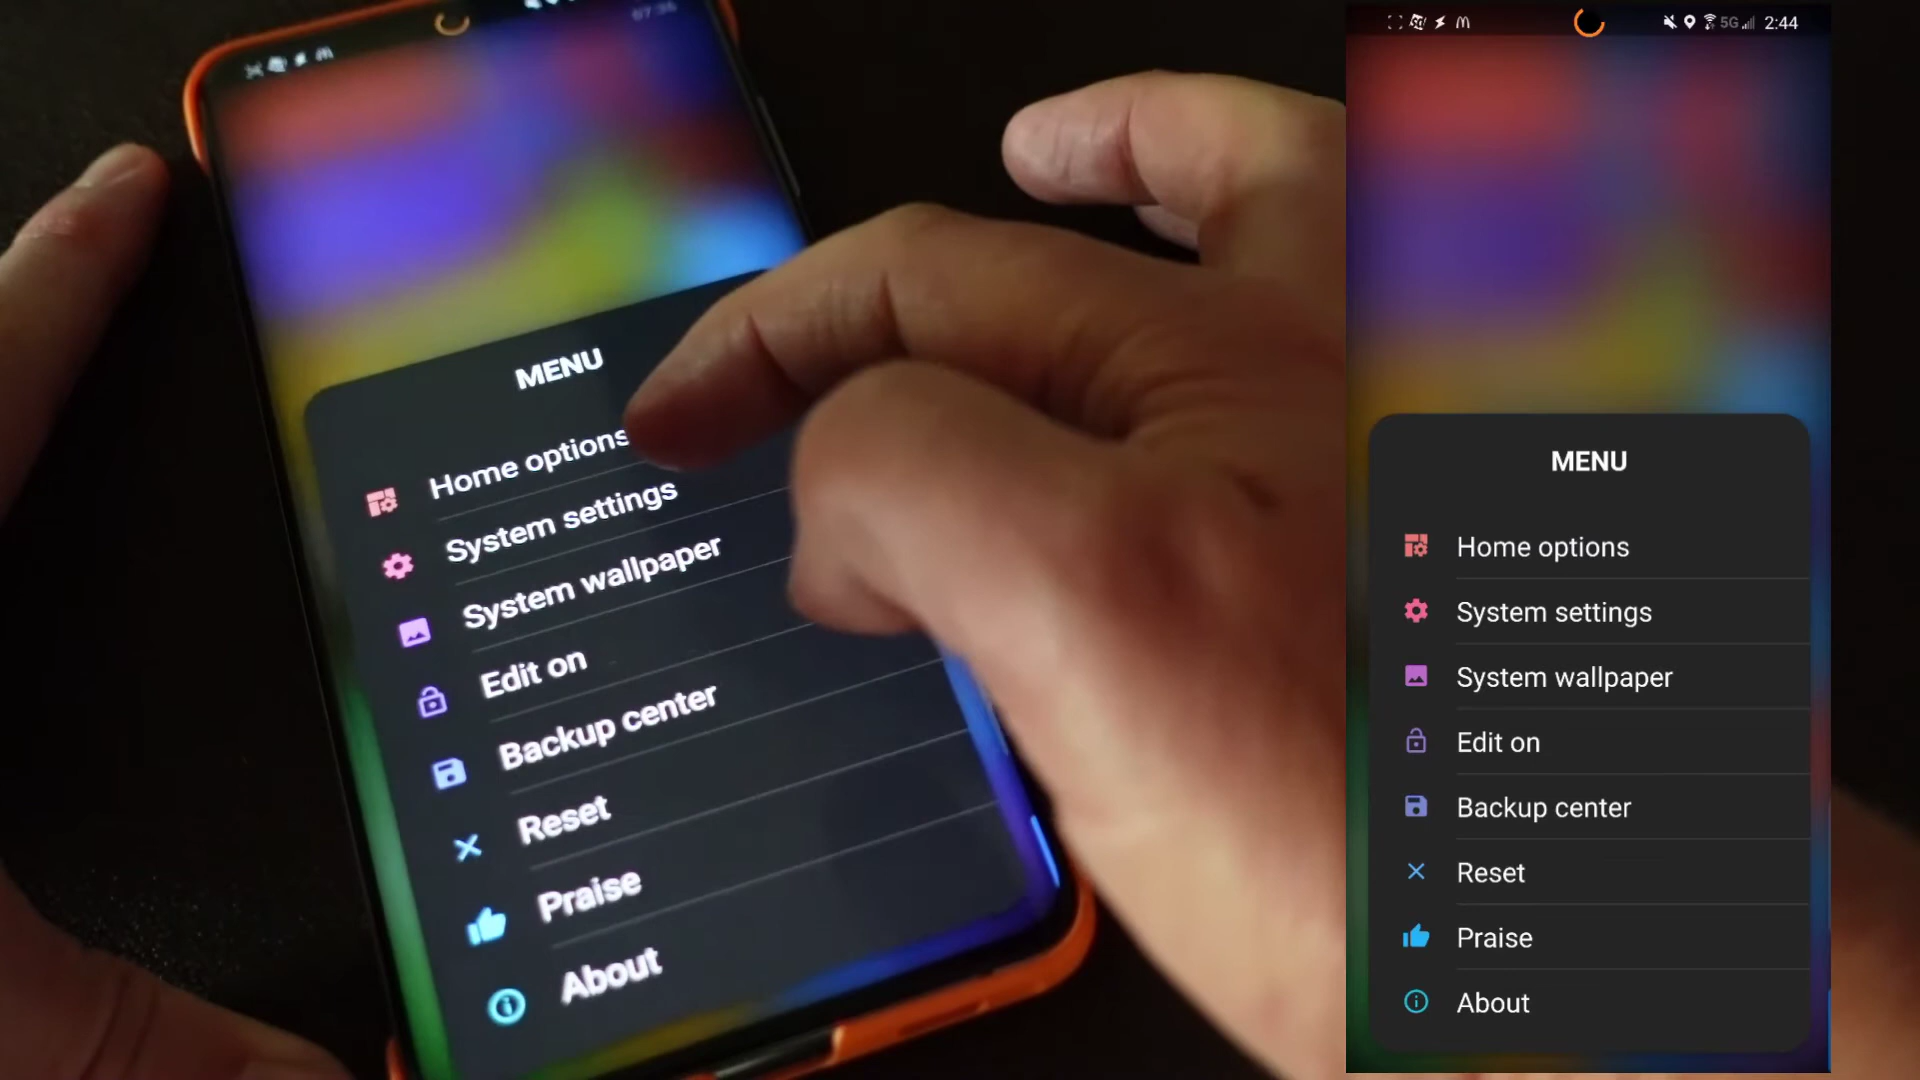 MENU
Home options
System settings
System wallpaper
Edit on
Backup center
Reset
Praise
About
5G 2:44
MENU
Home options
System settings
System wallpaper
Edit on
Backup center
Reset
Praise
About